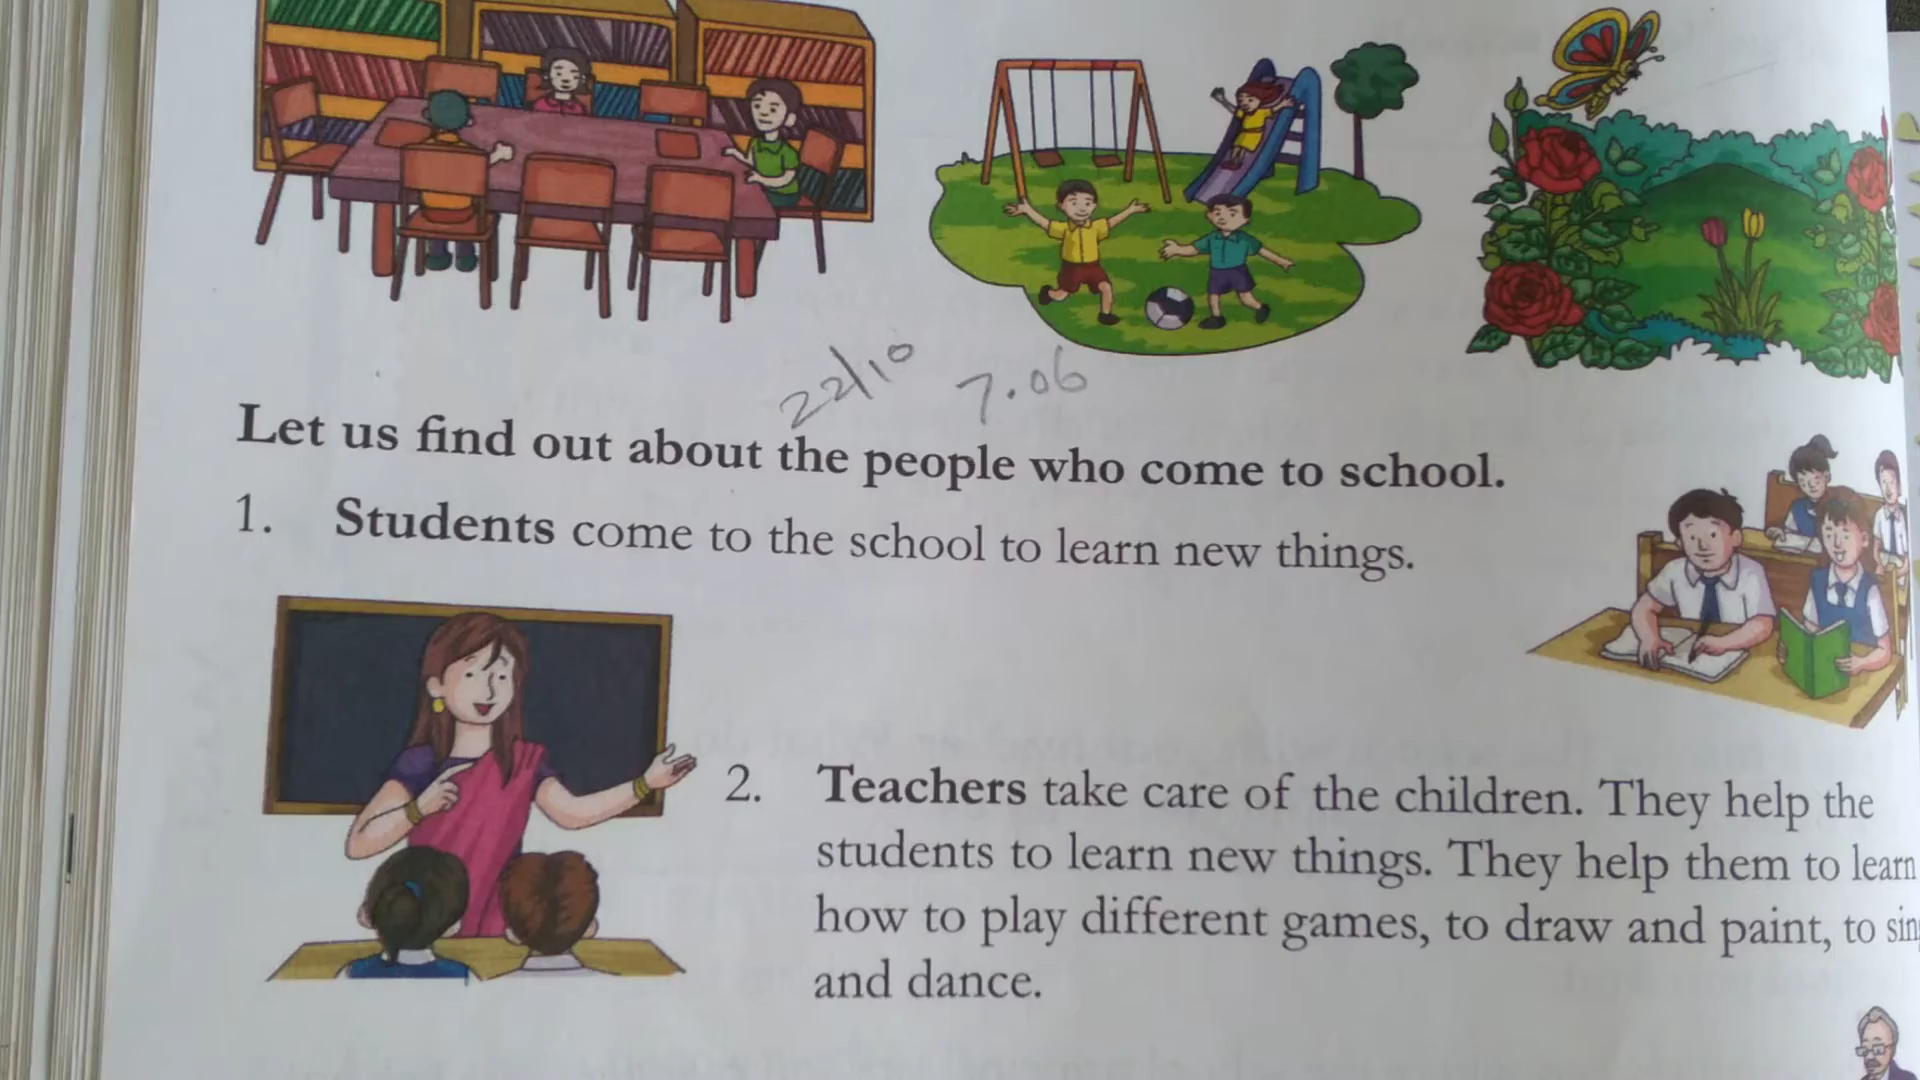 22/10 7.06
Let us find out about the people who come to school.
1. Students come to the school to learn new things.
2. Teachers take care of the children. They help the
students to learn new things. They help them to learn
how to play different games, to draw and paint, to sin
and dance.